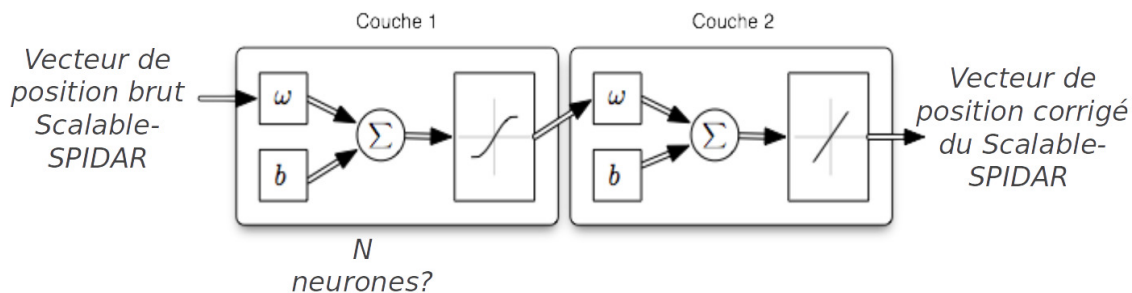 Couche 1
Couche 2
Vecteur de
position brut
Scalable-
SPIDAR
ω
b
Σ
ω
b
Σ
Vecteur de
position corrigé
du Scalable-
SPIDAR
N
neurones?